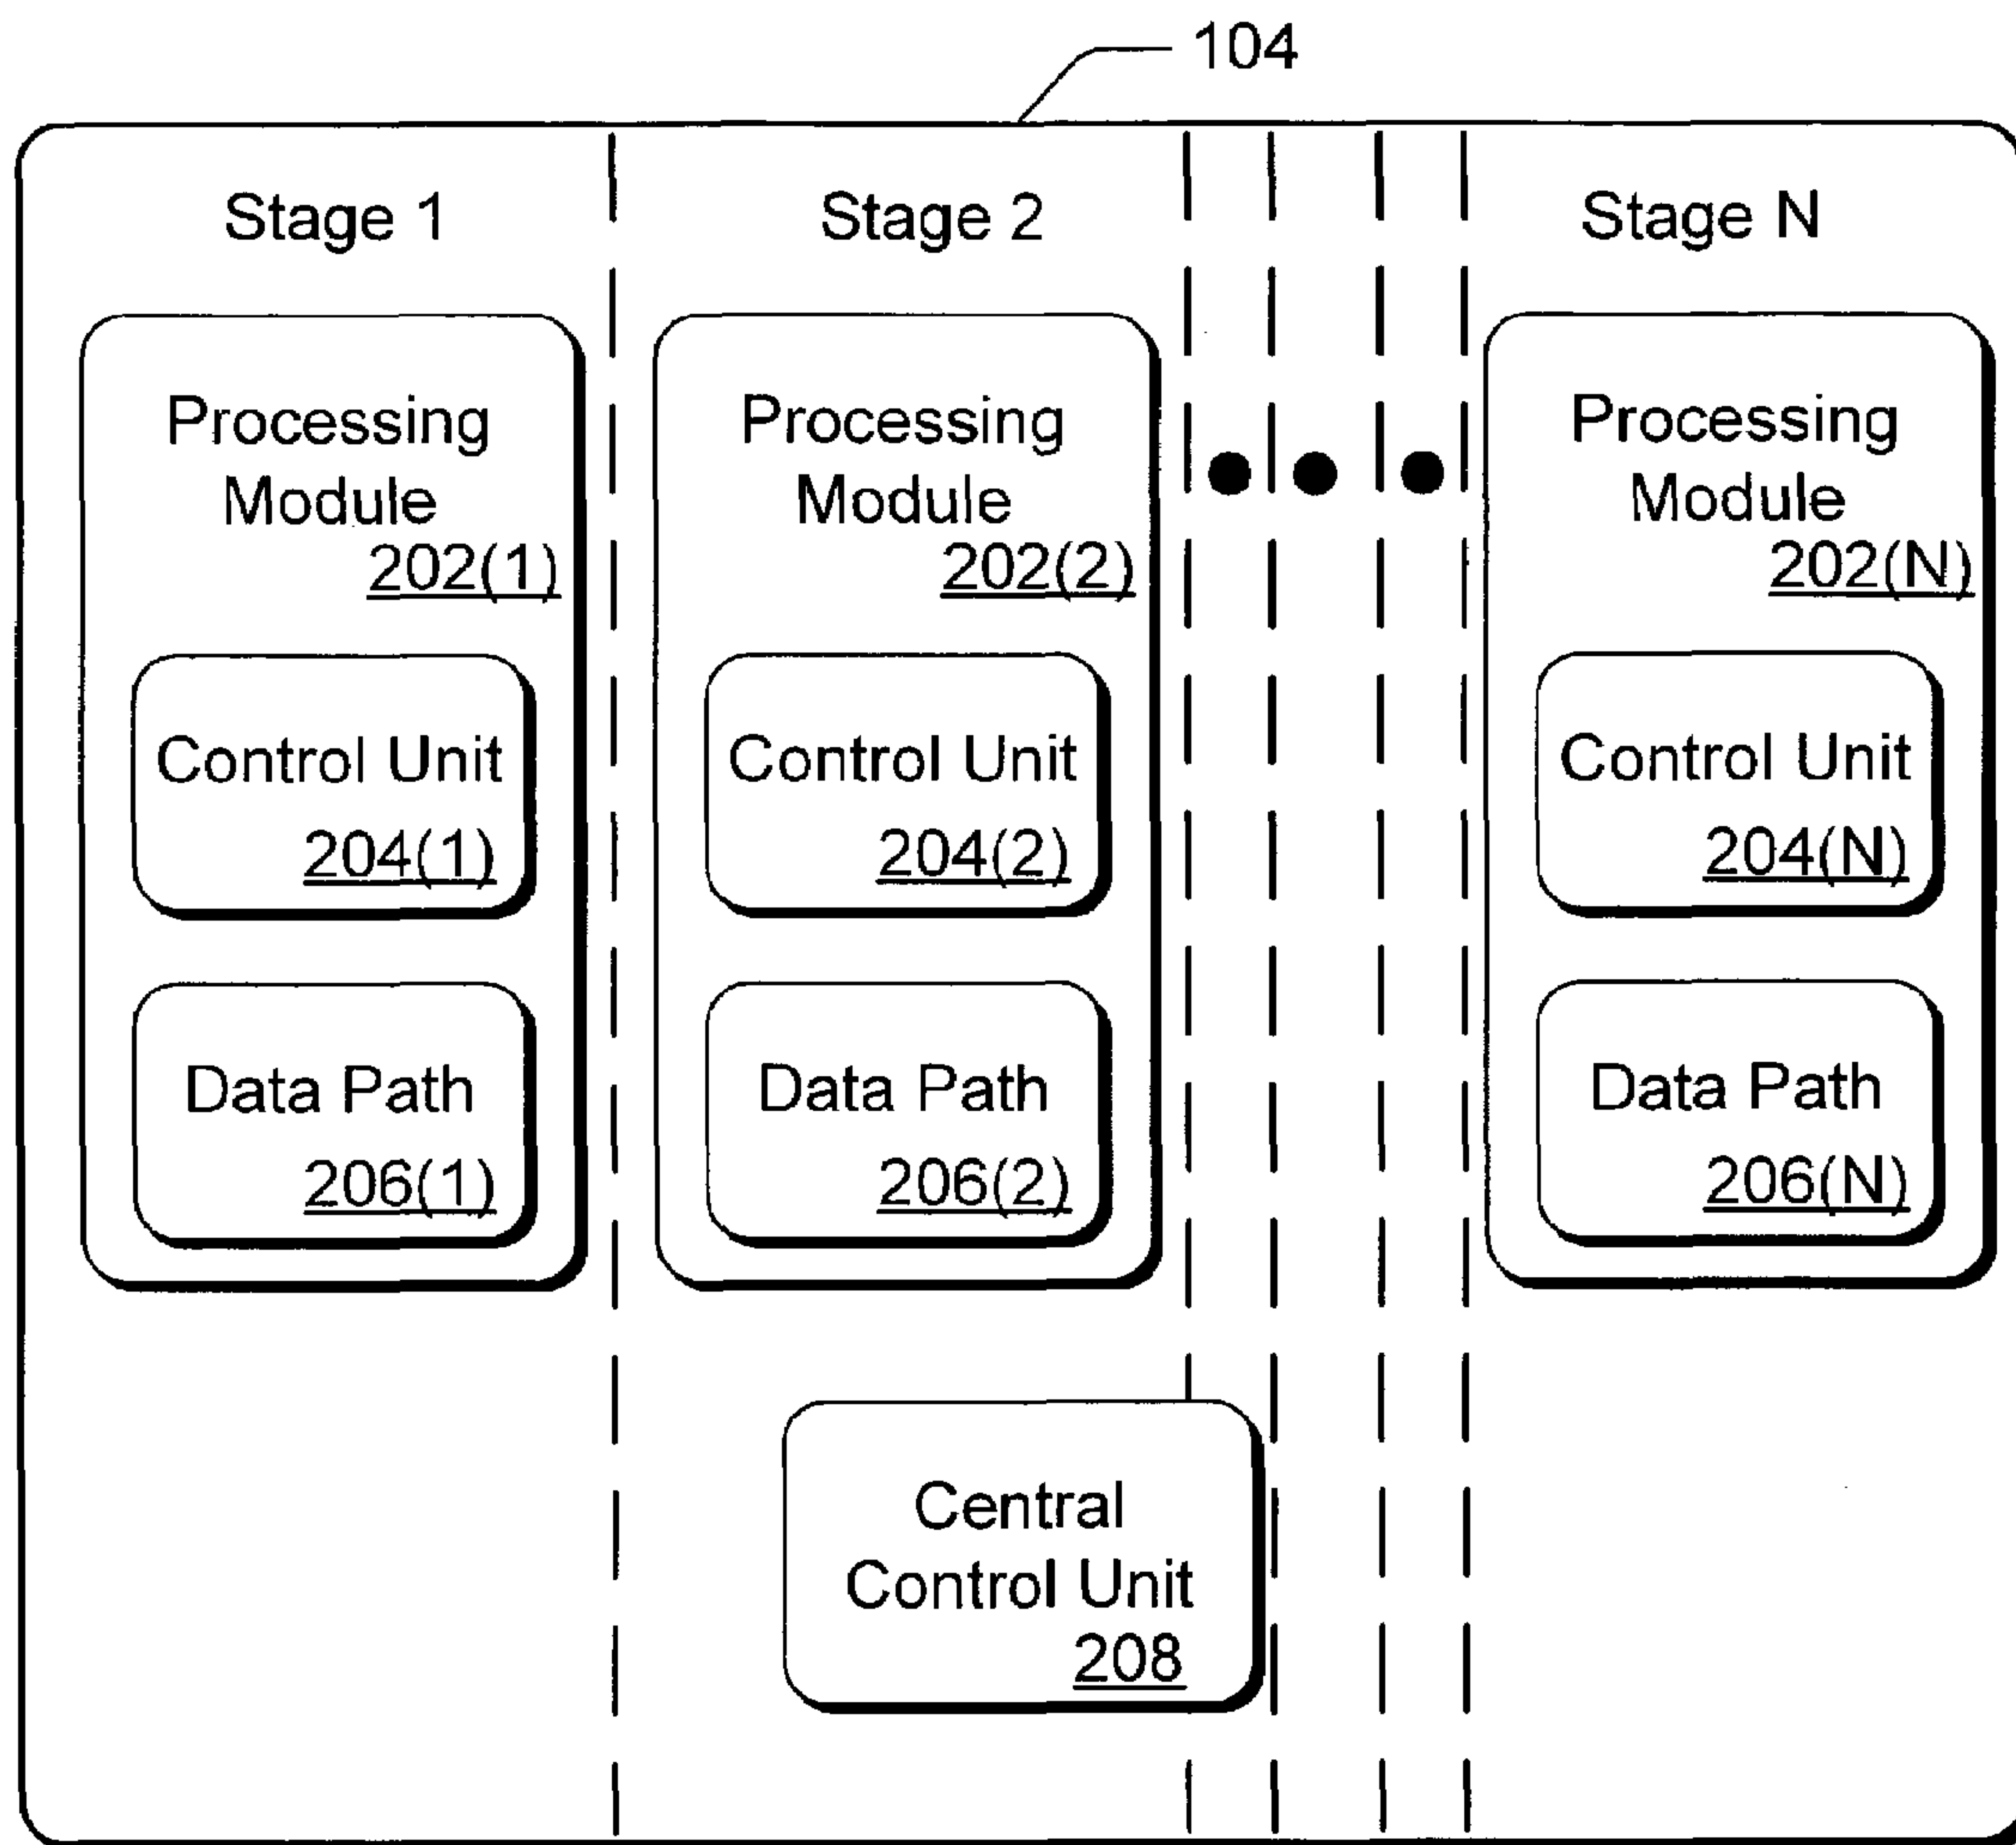 104
Stage 1
Stage 2
Stage N
Processing
Module
202(1)
Control Unit
204(1)
Data Path
206(1)
Processing
Module
202(2)
Control Unit
204(2)
Data Path
206(2)
Processing
Module
202(N)
Control Unit
204(N)
Data Path
206(N)
Central
Control Unit
208